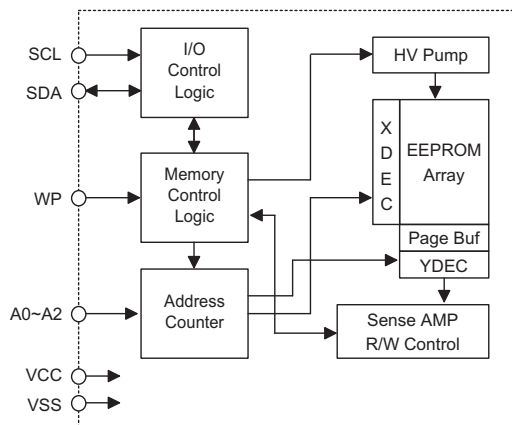 SCL
SDA
WP
A0~A2
VCC
VSS
I/O
Control
Logic
Memory
Control
Logic
Address
Counter
HV Pump
X
D
E
C
EEPROM
Array
Page Buf
YDEC
Sense AMP
R/W Control